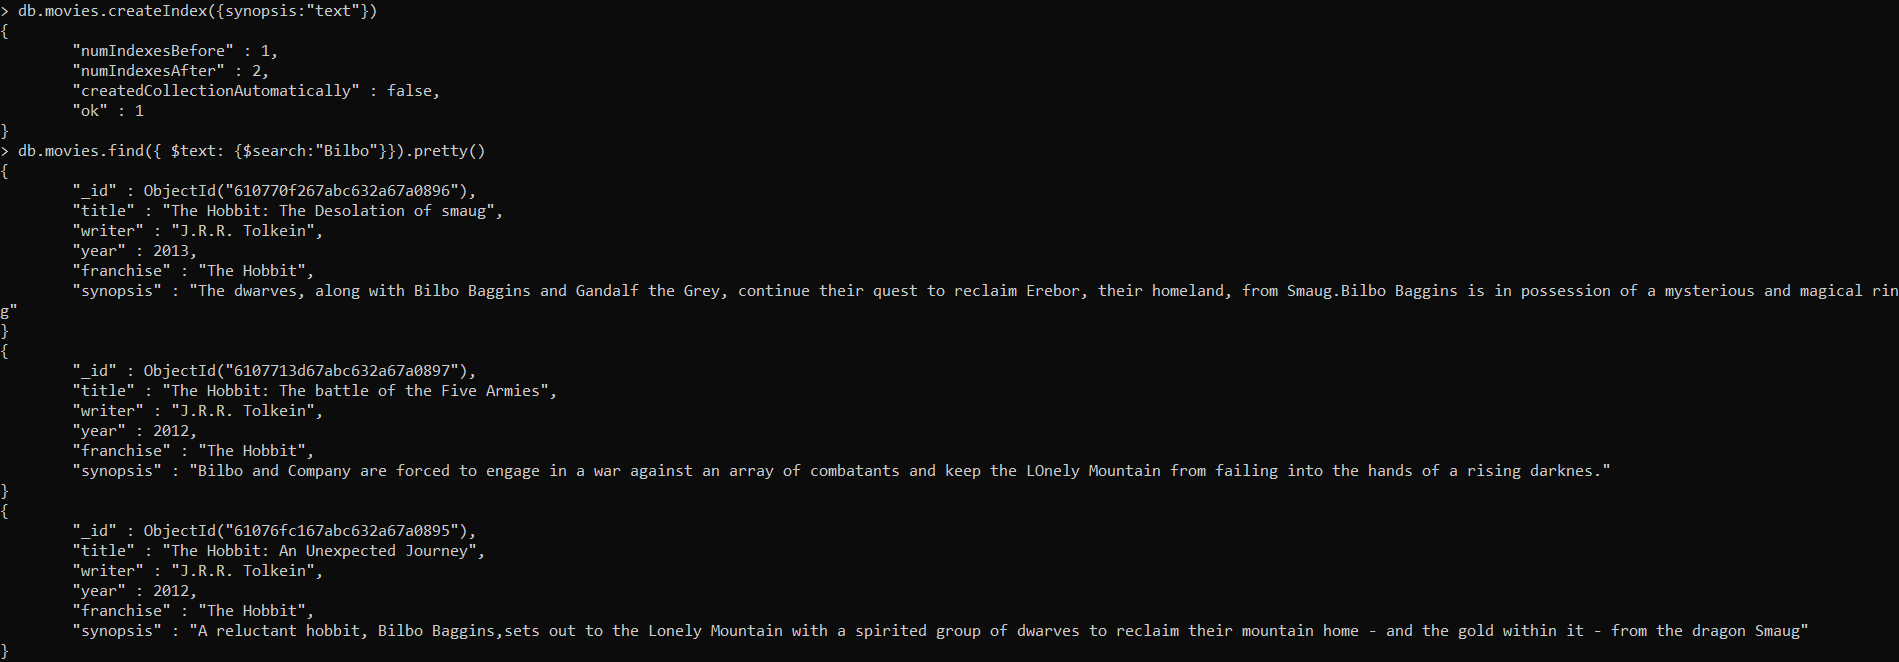 > db.movies.createIndex({synopsis:"text"})
{
        "numIndexesBefore" : 1,
        "numIndexesAfter" : 2,
        "createdCollectionAutomatically" : false,
        "ok" : 1
}
> db.movies.find({ $text: {$search:"Bilbo"}}).pretty()
{
        "_id" : ObjectId("610770f267abc632a67a0896"),
        "title" : "The Hobbit: The Desolation of smaug",
        "writer" : "J.R.R. Tolkein",
        "year" : 2013,
        "franchise" : "The Hobbit",
        "synopsis" : "The dwarves, along with Bilbo Baggins and Gandalf the Grey, continue their quest to reclaim Erebor, their homeland, from Smaug.Bilbo Baggins is in possession of a mysterious and magical rin
g"
}
{
        "_id" : ObjectId("6107713d67abc632a67a0897"),
        "title" : "The Hobbit: The battle of the Five Armies",
        "writer" : "J.R.R. Tolkein",
        "year" : 2012,
        "franchise" : "The Hobbit",
        "synopsis" : "Bilbo and Company are forced to engage in a war against an array of combatants and keep the LOnely Mountain from failing into the hands of a rising darknes."
}
{
        "_id" : ObjectId("61076fc167abc632a67a0895"),
        "title" : "The Hobbit: An Unexpected Journey",
        "writer" : "J.R.R. Tolkein",
        "year" : 2012,
        "franchise" : "The Hobbit",
        "synopsis" : "A reluctant hobbit, Bilbo Baggins,sets out to the Lonely Mountain with a spirited group of dwarves to reclaim their mountain home - and the gold within it - from the dragon Smaug"
}